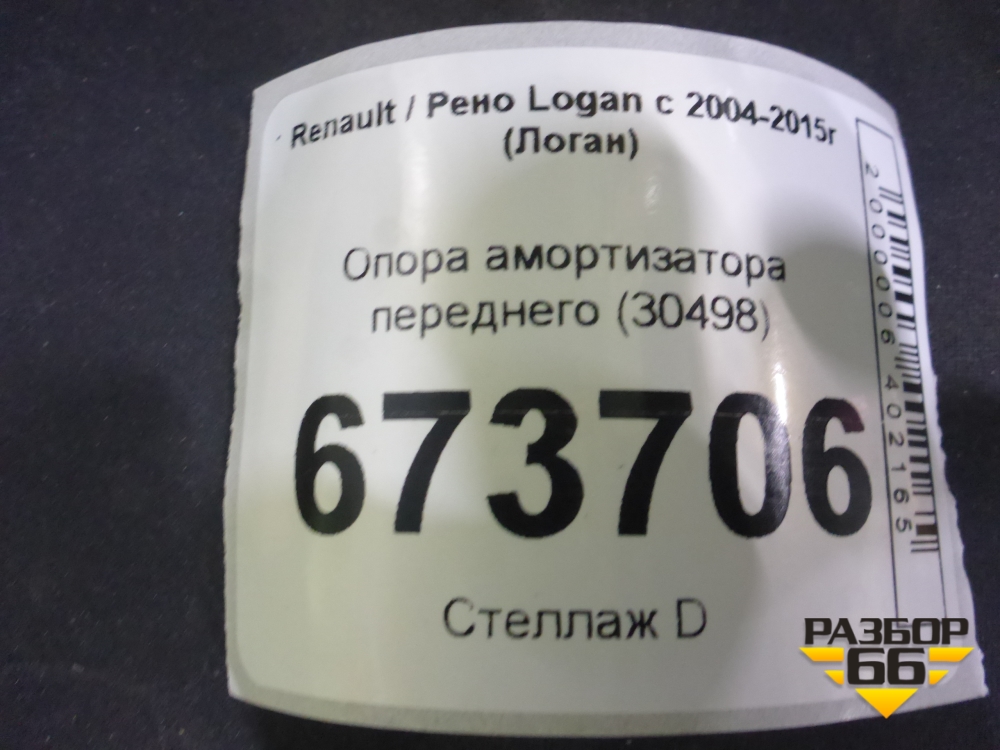 Renault / Рено Logan с 2004-2015г
(Логан)
Опора амортизатора
переднего (30498)
673706
Стеллаж D
2000006402165
РАЗБОР
66